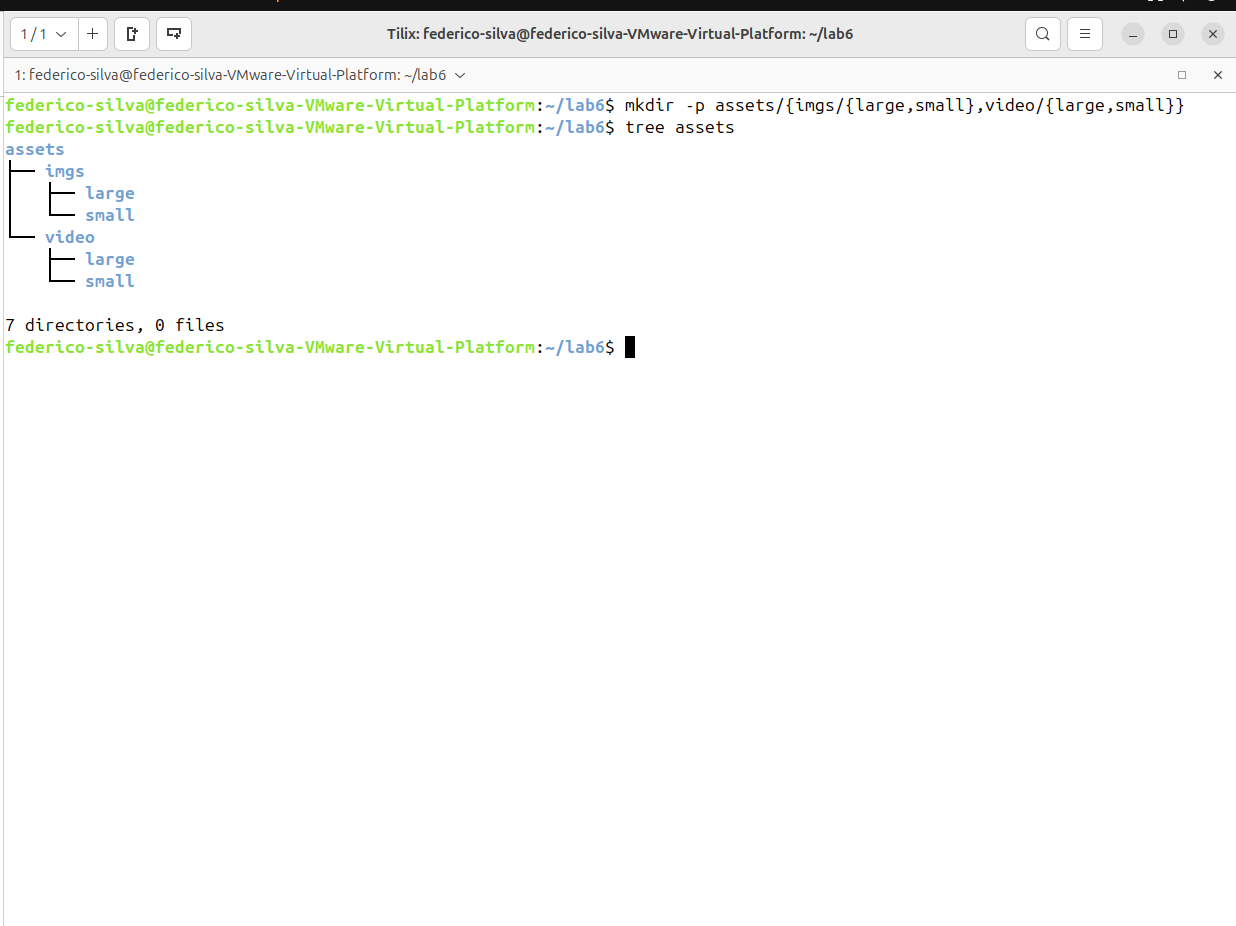 1 / 1
Tilix: federico-silva@federico-silva-VMware-Virtual-Platform: ~/lab6
1: federico-silva@federico-silva-VMware-Virtual-Platform: ~/lab6
federico-silva@federico-silva-VMware-Virtual-Platform:~/lab6$ mkdir -p assets/{imgs/{large,small},video/{large,small}}
federico-silva@federico-silva-VMware-Virtual-Platform:~/lab6$ tree assets
assets
├── imgs
│   ├── large
│   └── small
└── video
    ├── large
    └── small

7 directories, 0 files
federico-silva@federico-silva-VMware-Virtual-Platform:~/lab6$